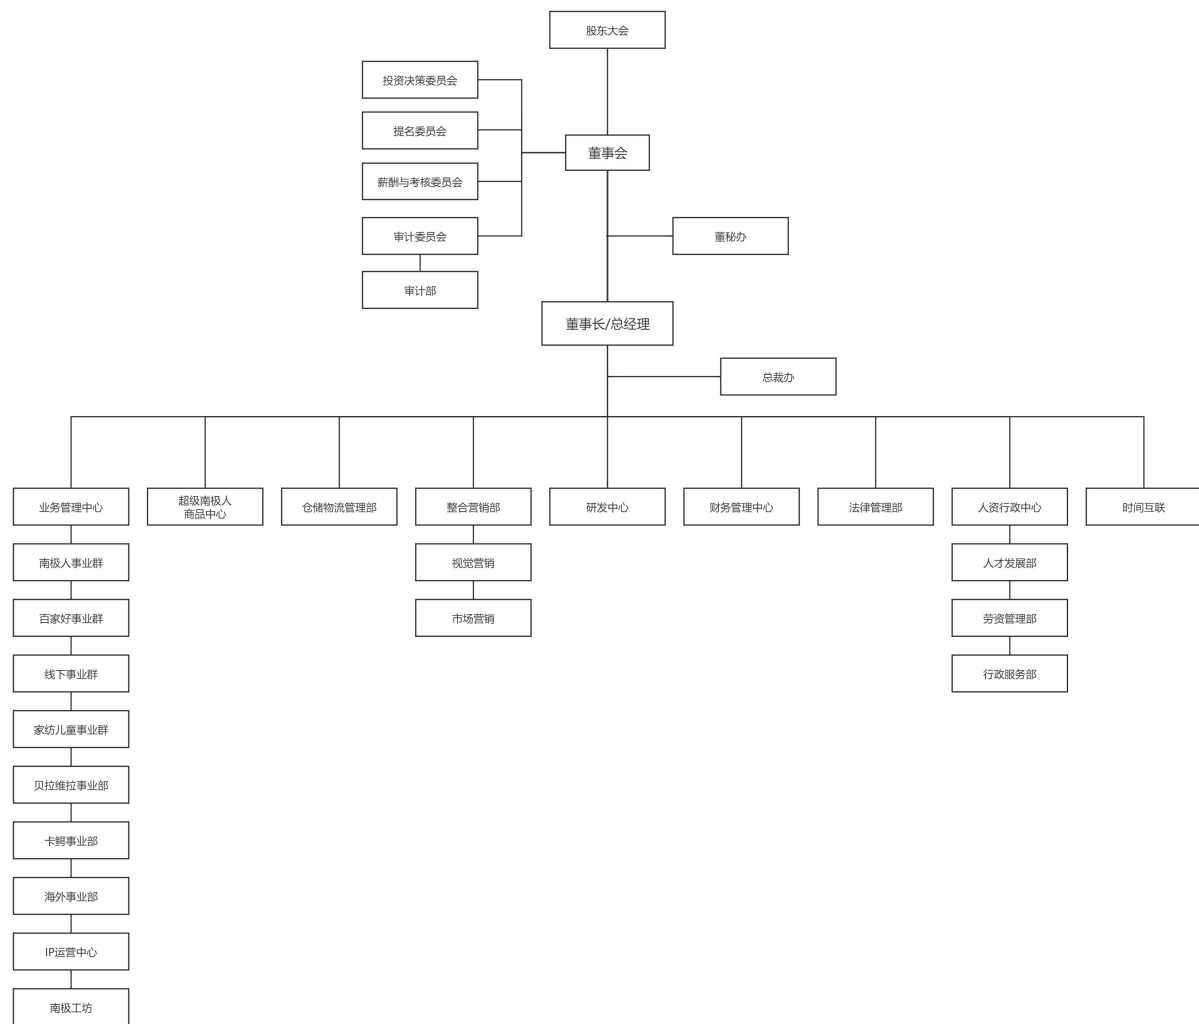 股东大会
投资决策委员会
提名委员会
董事会
薪酬与考核委员会
审计委员会
董秘办
审计部
董事长/总经理
总裁办
业务管理中心
超级南极人
商品中心
仓储物流管理部
整合营销部
研发中心
财务管理中心
法律管理部
人资行政中心
时间互联
南极人事业群
视觉营销
人才发展部
百家好事业群
市场营销
劳资管理部
线下事业群
行政服务部
家纺儿童事业群
贝拉维拉事业部
卡鳄事业部
海外事业部
IP运营中心
南极工坊